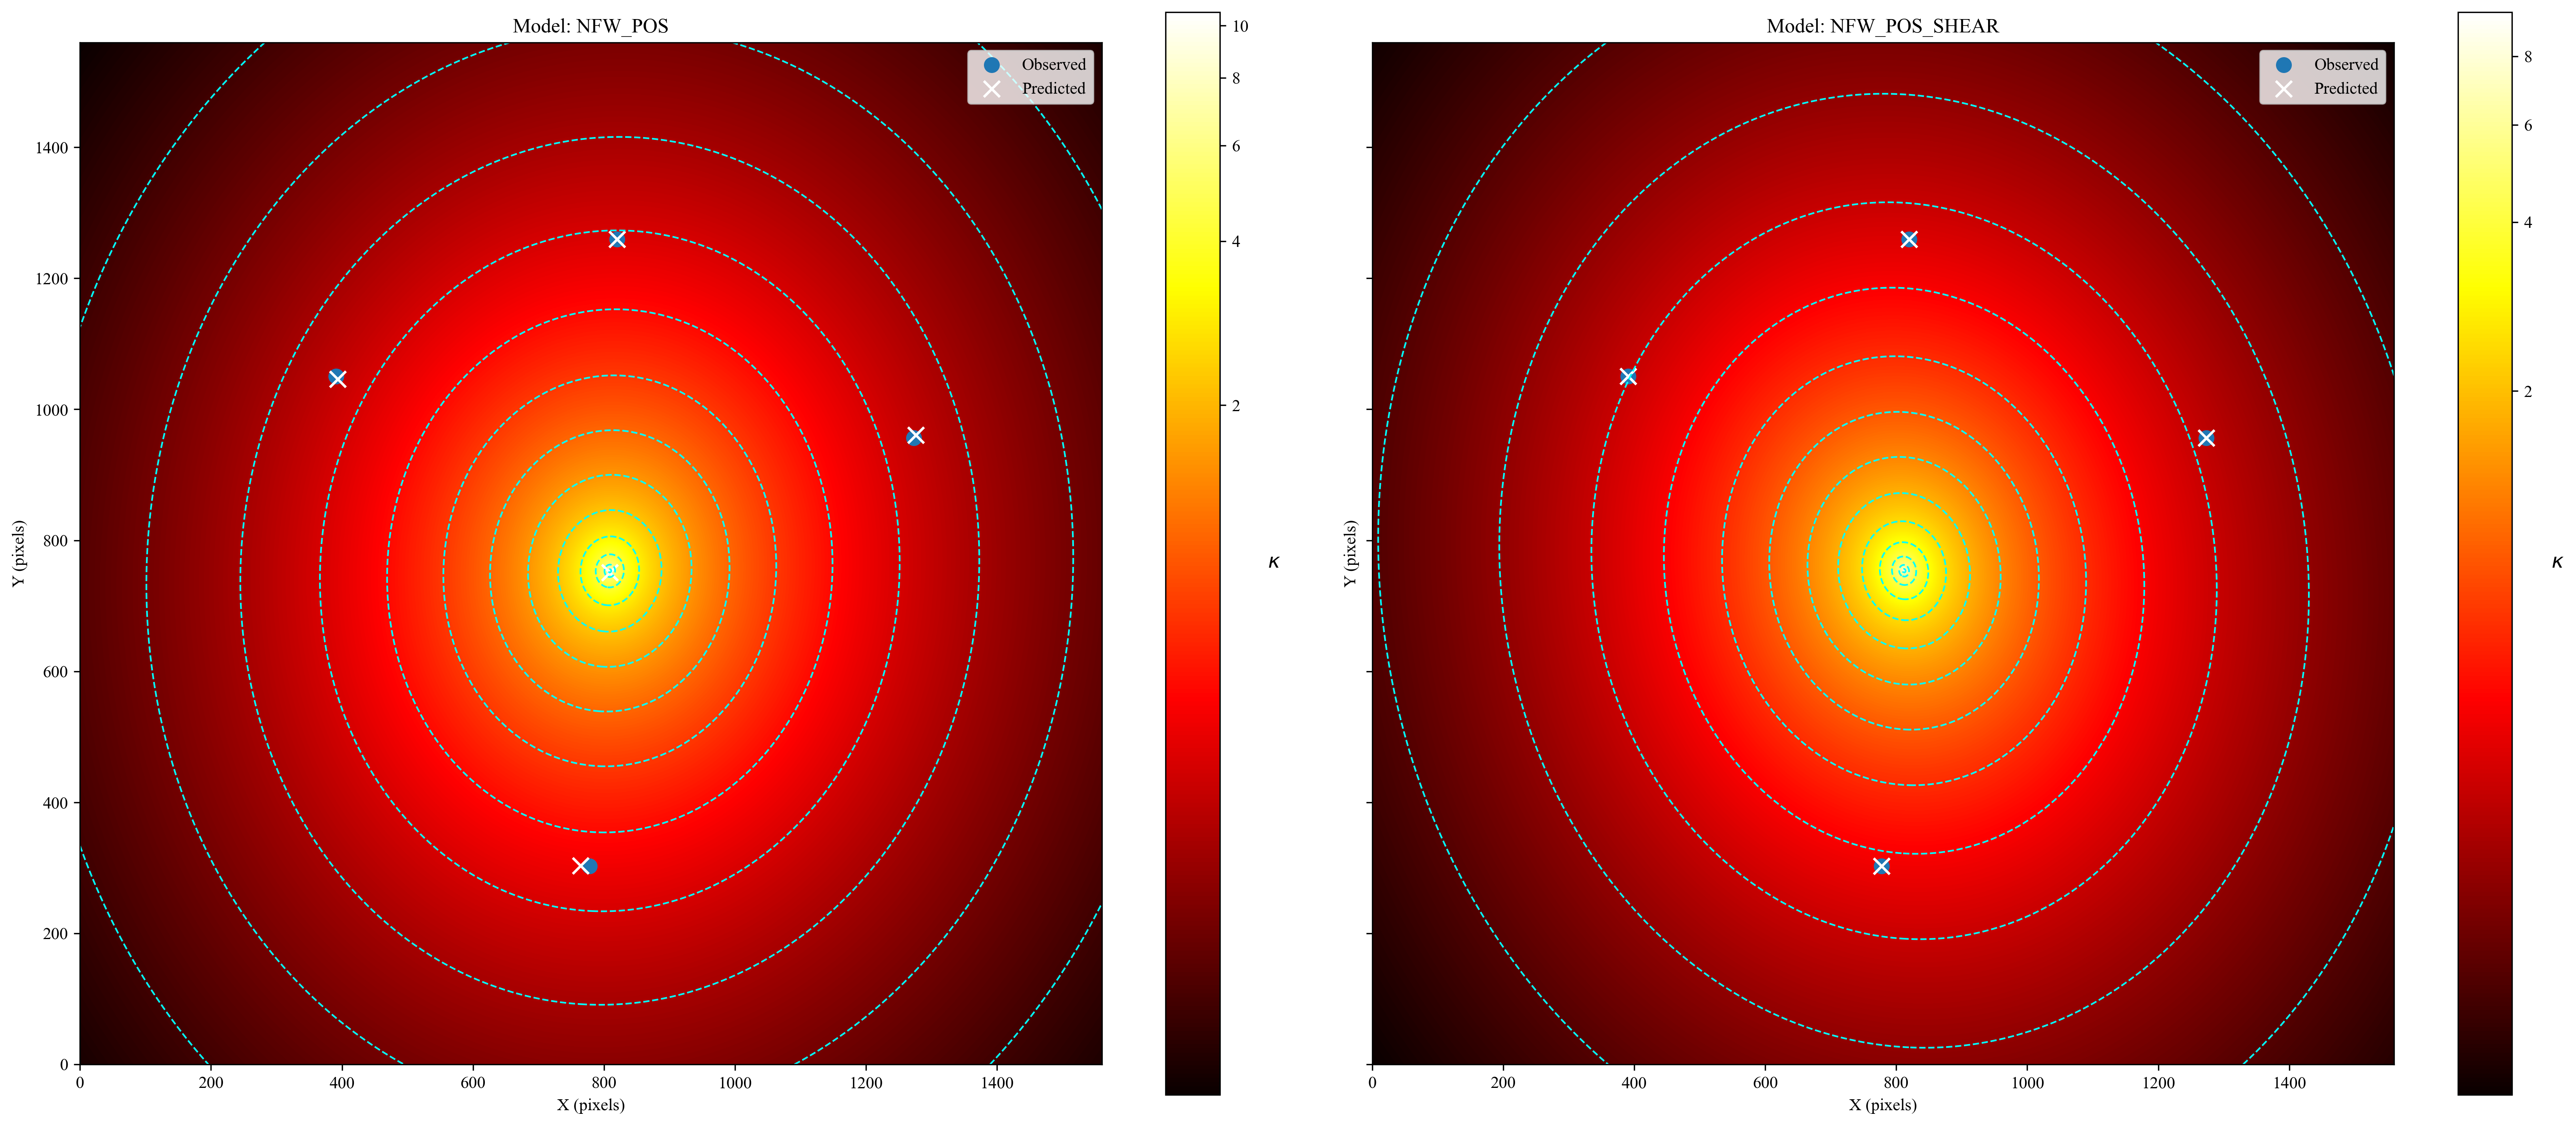 Model: NFW_POS
Observed
Predicted
1400
1200
1000
800
600
400
200
0
Y (pixels)
0 200 400 600 800 1000 1200 1400
X (pixels)
10
8
6
4
2
κ
Model: NFW_POS_SHEAR
Observed
Predicted
Y (pixels)
0 200 400 600 800 1000 1200 1400
X (pixels)
8
6
4
2
κ